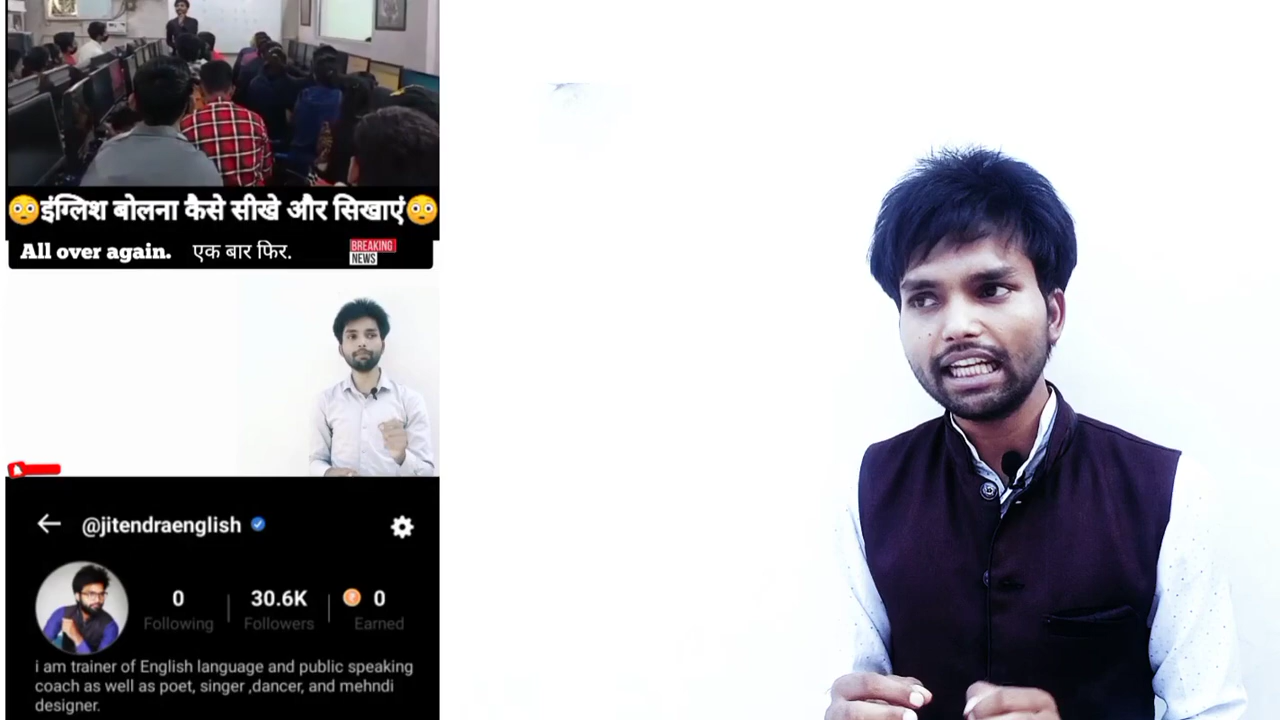 😳इंग्लिश बोलना कैसे सीखे और सिखाएं😳
All over again. एक बार फिर. BREAKING NEWS
@jitendraenglish
0 30.6K 0
Following Followers Earned
i am trainer of English language and public speaking
coach as well as poet, singer ,dancer, and mehndi
designer.